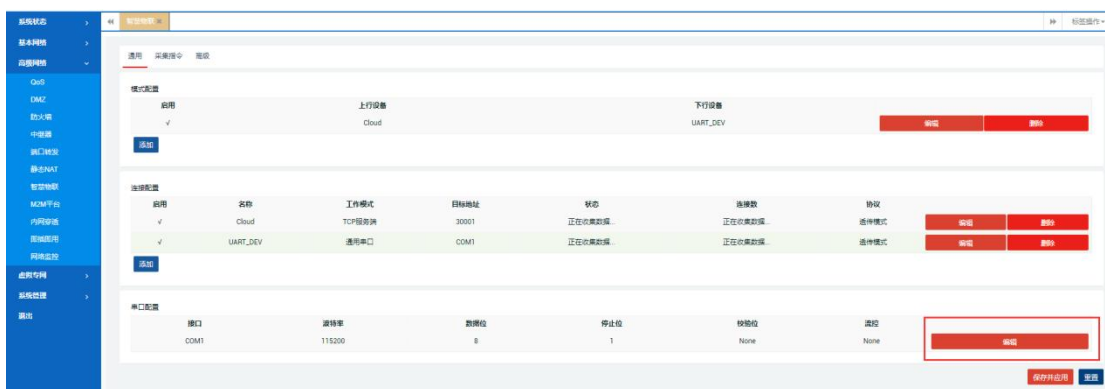 系统状态
基本网络
高级网络
QoS
DMZ
防火墙
中继器
端口转发
静态NAT
智慧物联
M2M平台
内网穿透
图插图用
网络监控
虚拟专网
系统管理
退出
智慧物联
标签操作
通用 采集指令 高级
模式配置
启用 上行设备 下行设备
√ Cloud UART_DEV 编辑 删除
添加
连接配置
启用 名称 工作模式 目标地址 状态 连接数 协议
√ Cloud TCP服务端 30001 正在收集数据... 正在收集数据... 透传模式 编辑 删除
√ UART_DEV 通用串口 COM1 正在收集数据... 正在收集数据... 透传模式 编辑 删除
添加
串口配置
接口 波特率 数据位 停止位 校验位 流控
COM1 115200 8 1 None None 编辑
保存并应用 重置